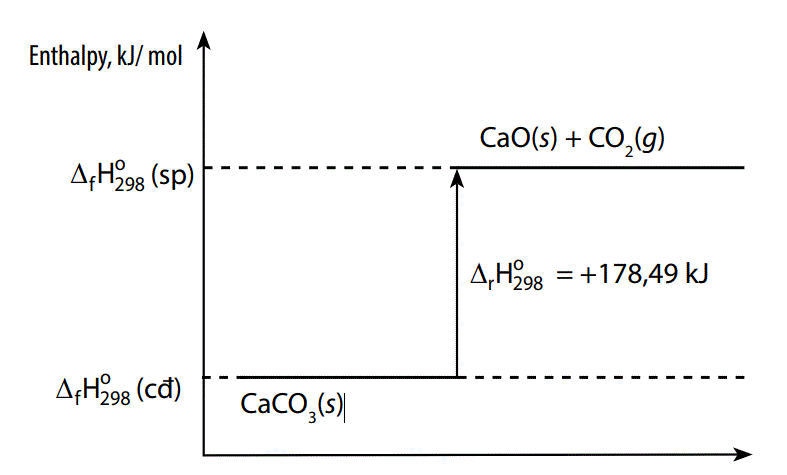 Enthalpy, kJ/ mol
CaO(s) + CO₂(g)
ΔfH°298 (sp)
ΔrH°298 = +178,49 kJ
ΔfH°298 (cđ)
CaCO₃(s)